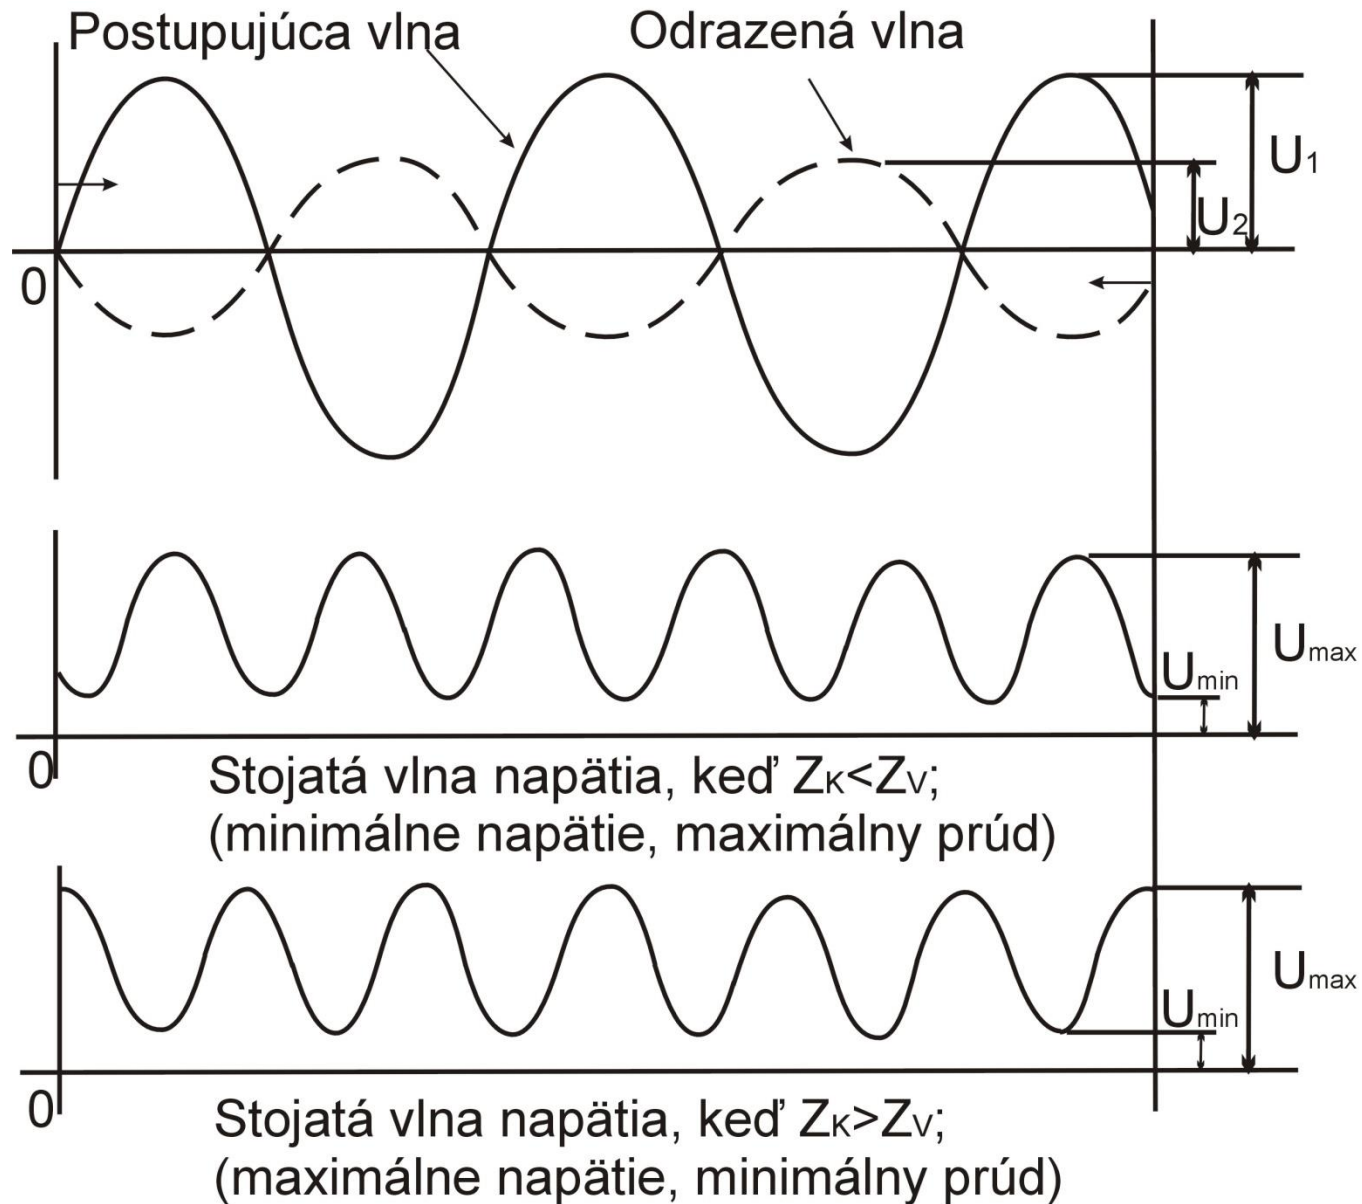 Postupujúca vlna
Odrazená vlna
U1
U2
0
Umax
Umin
0
Stojatá vlna napätia, keď ZK<ZV;
(minimálne napätie, maximálny prúd)
Umax
Umin
0
Stojatá vlna napätia, keď ZK>ZV;
(maximálne napätie, minimálny prúd)